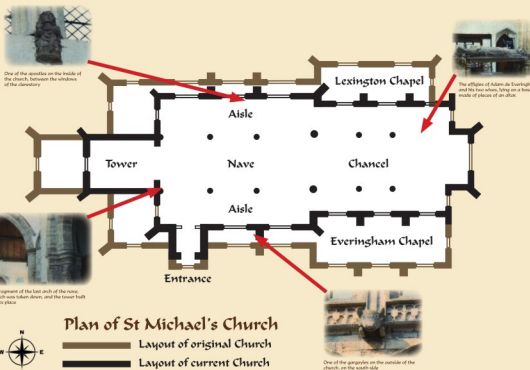 One of the apostles on the inside of
the church, between the windows
of the clerestory
Lexington Chapel
The effigies of Adam de Everingh
and his two wives, lying on a base
made of pieces of an altar.
Aisle
Tower
Nave
Chancel
Aisle
Everingham Chapel
Entrance
fragment of the last arch of the nave,
ich was taken down, and the tower built
place
Plan of St Michael's Church
Layout of original Church
Layout of current Church
N
W
E
S
One of the gargoyles on the outside of the
church, on the south side